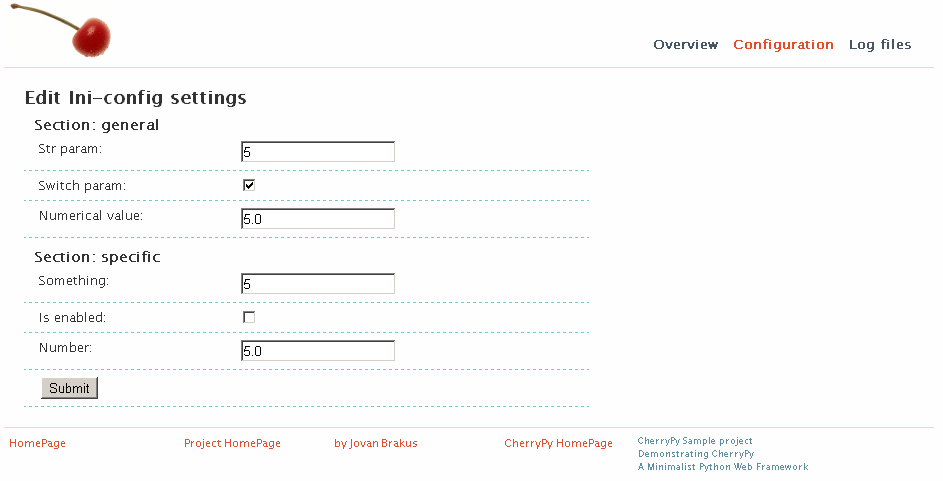 Overview Configuration Log files
Edit Ini-config settings
Section: general
Str param: 5
Switch param:
Numerical value: 5.0
Section: specific
Something: 5
Is enabled:
Number: 5.0
Submit
HomePage Project HomePage by Jovan Brakus CherryPy HomePage CherryPy Sample project
Demonstrating CherryPy
A Minimalist Python Web Framework